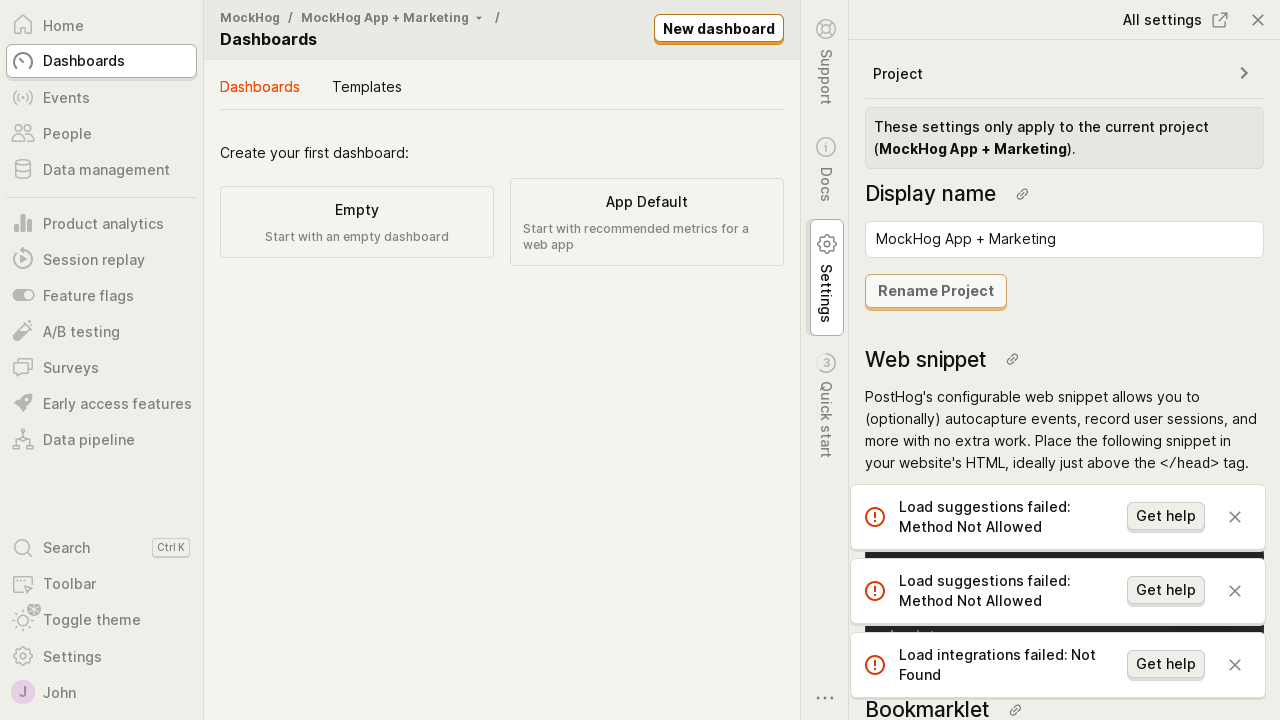 Home
Dashboards
Events
People
Data management
Product analytics
Session replay
Feature flags
A/B testing
Surveys
Early access features
Data pipeline
Search
Ctrl K
Toolbar
Toggle theme
Settings
J
John
MockHog / MockHog App + Marketing /
Dashboards
New dashboard
Dashboards
Templates
Create your first dashboard:
Empty
Start with an empty dashboard
App Default
Start with recommended metrics for a
web app
Support
Docs
Settings
3
Quick start
All settings
Project
These settings only apply to the current project
(MockHog App + Marketing).
Display name
MockHog App + Marketing
Rename Project
Web snippet
PostHog's configurable web snippet allows you to
(optionally) autocapture events, record user sessions, and
more with no extra work. Place the following snippet in
your website's HTML, ideally just above the </head> tag.
Load suggestions failed:
Method Not Allowed
Get help
Load suggestions failed:
Method Not Allowed
Get help
Load integrations failed: Not
Found
Get help
Bookmarklet